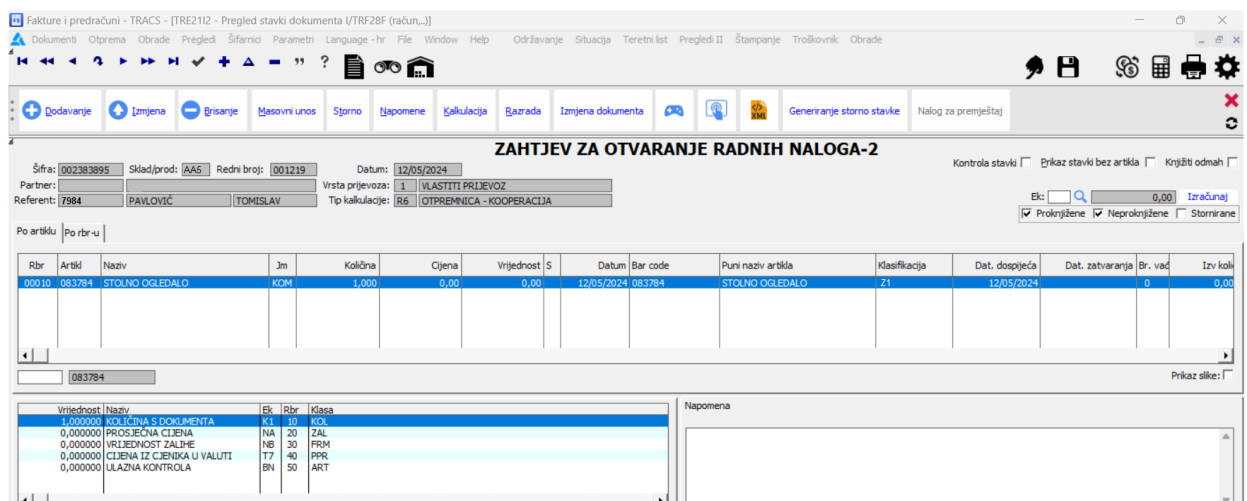 Fakture i predračuni - TRACS - [TRE21I2 - Pregled stavki dokumenta I/TRF28F (račun,..)]
Dokumenti Otprema Obrade Pregledi Šifarnici Parametri Language - hr File Window Help Održavanje Situacija Teretni list Pregledi II Štampanje Troškovnik Obrade
Dodavanje Izmjena Brisanje Masovni unos Storno Napomene Kalkulacija Razrada Izmjena dokumenta XML Generiranje storno stavke Nalog za premještaj
ZAHTJEV ZA OTVARANJE RADNIH NALOGA-2
Kontrola stavki Prikaz stavki bez artikla Knjižiti odmah
Šifra: 002383895 Sklad/prod: AA5 Redni broj: 001219 Datum: 12/05/2024
Partner: Vrsta prijevoza: 1 VLASTITI PRIJEVOZ
Ek: 0,00 Izračunaj
Referent: 7984 PAVLOVIĆ TOMISLAV Tip kalkulacije: R6 OTPREMNICA - KOOPERACIJA
Proknjižene Neproknjižene Stornirane
Po artiklu Po rbr-u
Rbr Artikl Naziv Jm Količna Cijena Vrijednost S Datum Bar code Puni naziv artikla Klasifikacija Dat. dospijeća Dat. zatvaranja Br. vad Izv koli
00010 083784 STOLNO OGLEDALO KOM 1,000 0,00 0,00 12/05/2024 083784 STOLNO OGLEDALO Z1 12/05/2024 0 0,00
083784 Prikaz slike:
Vrijednost Naziv Ek Rbr Klasa
1,000000 KOLIČINA S DOKUMENTA K1 10 KOL
0,000000 PROSJEČNA CIJENA NA 20 ZAL
0,000000 VRIJEDNOST ZALIHE NB 30 FRM
0,000000 CIJENA IZ CJENIKA U VALUTI T7 40 PPR
0,000000 ULAZNA KONTROLA BN 50 ART
Napomena